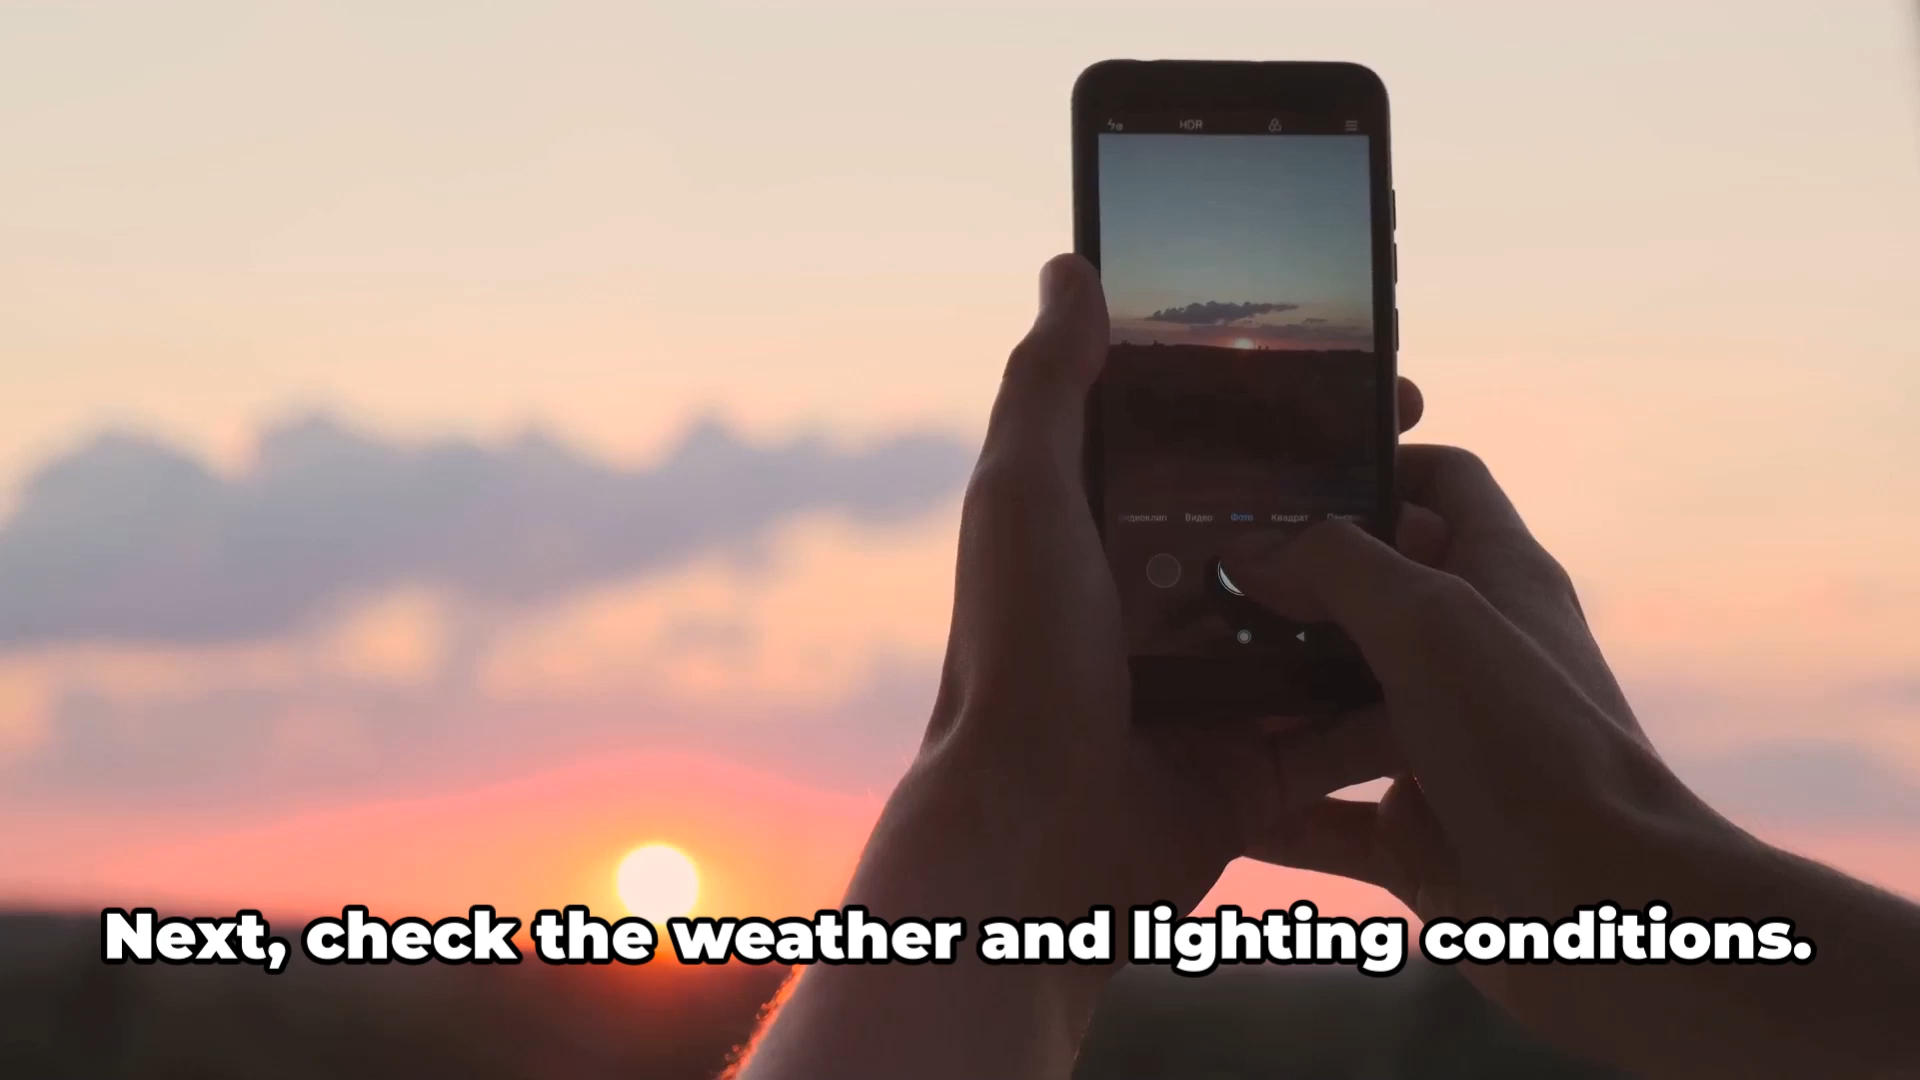 HDR
Видео Фото Квадрат
Next, check the weather and lighting conditions.